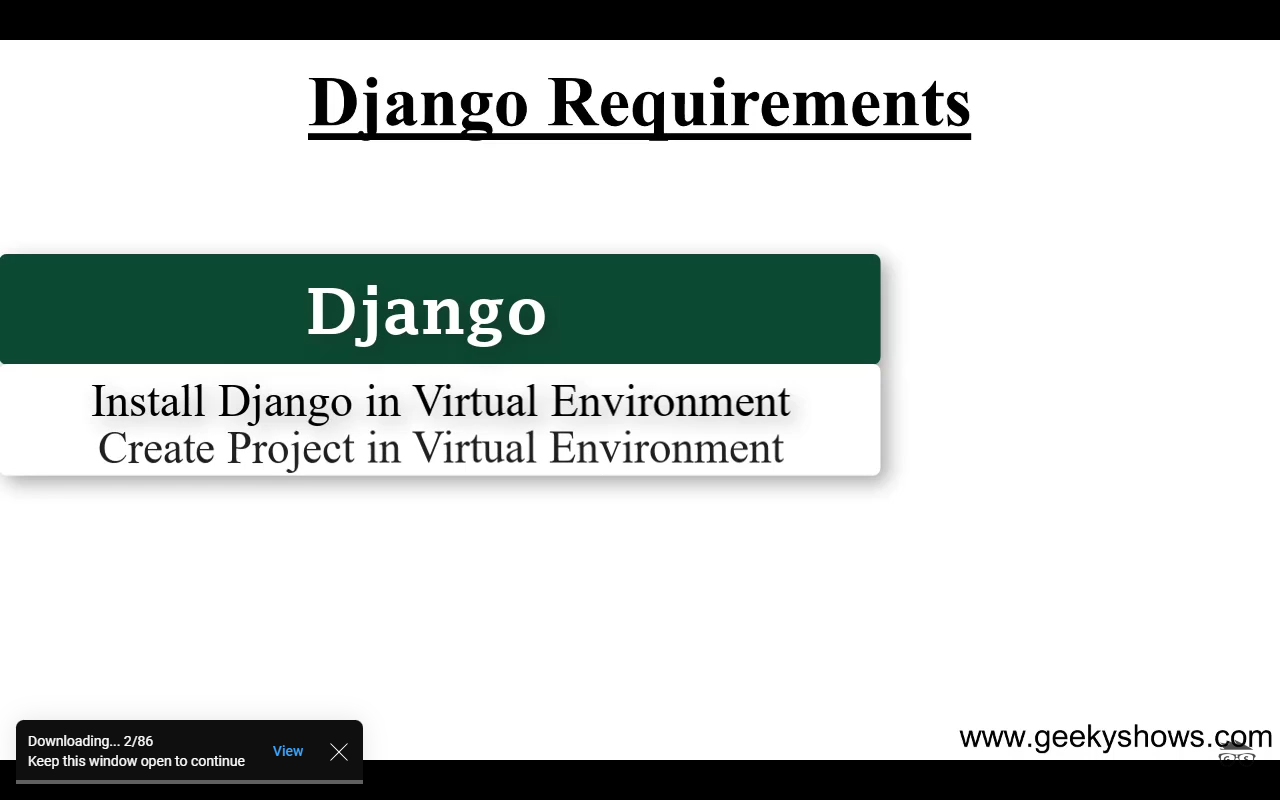 Django Requirements
Django
Install Django in Virtual Environment
Create Project in Virtual Environment
www.geekyshows.com
Downloading... 2/86
View
Keep this window open to continue